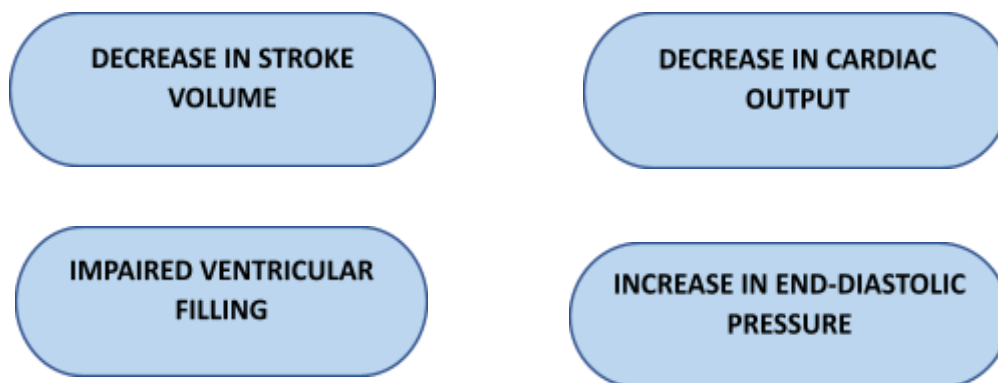 DECREASE IN STROKE
VOLUME
DECREASE IN CARDIAC
OUTPUT
IMPAIRED VENTRICULAR
FILLING
INCREASE IN END-DIASTOLIC
PRESSURE